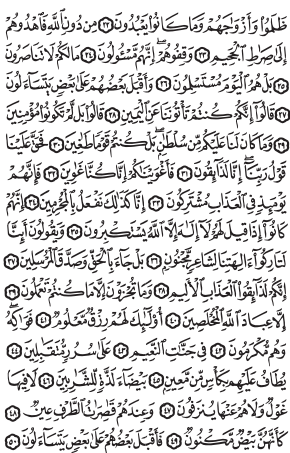 ظَلَمُوا۟ وَأَزْوَٰجَهُمْ وَمَا كَانُوا۟ يَعْبُدُونَ ٢٢ مِن دُونِ ٱللَّهِ فَٱهْدُوهُمْ
إِلَىٰ صِرَٰطِ ٱلْجَحِيمِ ٢٣ وَقِفُوهُمْ إِنَّهُم مَّسْـُٔولُونَ ٢٤ مَا لَكُمْ لَا تَنَاصَرُونَ
٢٥ بَلْ هُمُ ٱلْيَوْمَ مُسْتَسْلِمُونَ ٢٦ وَأَقْبَلَ بَعْضُهُمْ عَلَىٰ بَعْضٍ يَتَسَآءَلُونَ
٢٧ قَالُوٓا۟ إِنَّكُمْ كُنتُمْ تَأْتُونَنَا عَنِ ٱلْيَمِينِ ٢٨ قَالُوا۟ بَل لَّمْ تَكُونُوا۟ مُؤْمِنِينَ
٢٩ وَمَا كَانَ لَنَا عَلَيْكُم مِّن سُلْطَٰنٍۭ بَلْ كُنتُمْ قَوْمًا طَٰغِينَ ٣٠ فَحَقَّ عَلَيْنَا
قَوْلُ رَبِّنَآ إِنَّا لَذَآئِقُونَ ٣١ فَأَغْوَيْنَٰكُمْ إِنَّا كُنَّا غَٰوِينَ ٣٢ فَإِنَّهُمْ
يَوْمَئِذٍ فِى ٱلْعَذَابِ مُشْتَرِكُونَ ٣٣ إِنَّا كَذَٰلِكَ نَفْعَلُ بِٱلْمُجْرِمِينَ ٣٤ إِنَّهُمْ
كَانُوٓا۟ إِذَا قِيلَ لَهُمْ لَآ إِلَٰهَ إِلَّا ٱللَّهُ يَسْتَكْبِرُونَ ٣٥ وَيَقُولُونَ أَئِنَّا
لَتَارِكُوٓا۟ ءَالِهَتِنَا لِشَاعِرٍ مَّجْنُونٍۭ ٣٦ بَلْ جَآءَ بِٱلْحَقِّ وَصَدَّقَ ٱلْمُرْسَلِينَ ٣٧
إِنَّكُمْ لَذَآئِقُوا۟ ٱلْعَذَابِ ٱلْأَلِيمِ ٣٨ وَمَا تُجْزَوْنَ إِلَّا مَا كُنتُمْ تَعْمَلُونَ ٣٩
إِلَّا عِبَادَ ٱللَّهِ ٱلْمُخْلَصِينَ ٤٠ أُو۟لَٰٓئِكَ لَهُمْ رِزْقٌ مَّعْلُومٌ ٤١ فَوَٰكِهُ
وَهُم مُّكْرَمُونَ ٤٢ فِى جَنَّٰتِ ٱلنَّعِيمِ ٤٣ عَلَىٰ سُرُرٍ مُّتَقَٰبِلِينَ ٤٤
يُطَافُ عَلَيْهِم بِكَأْسٍ مِّن مَّعِينٍۭ ٤٥ بَيْضَآءَ لَذَّةٍ لِّلشَّٰرِبِينَ ٤٦ لَا فِيهَا
غَوْلٌ وَلَا هُمْ عَنْهَا يُنزَفُونَ ٤٧ وَعِندَهُمْ قَٰصِرَٰتُ ٱلطَّرْفِ عِينٌ ٤٨
كَأَنَّهُنَّ بَيْضٌ مَّكْنُونٌ ٤٩ فَأَقْبَلَ بَعْضُهُمْ عَلَىٰ بَعْضٍ يَتَسَآءَلُونَ ٥٠